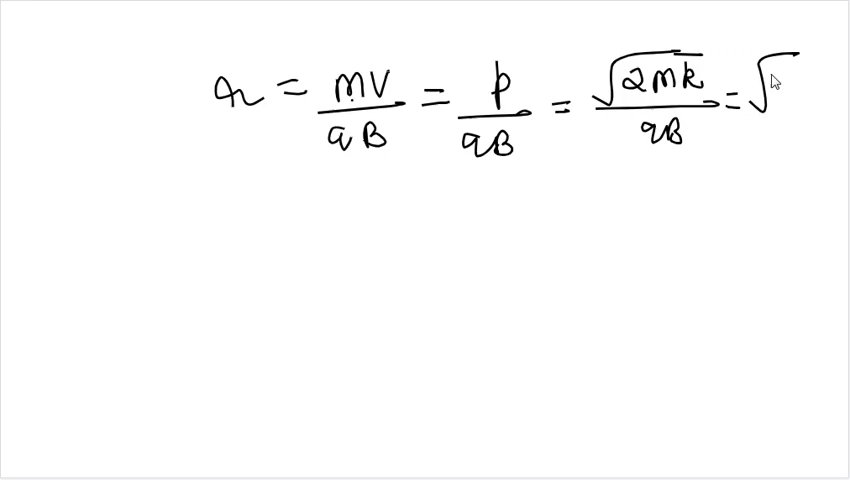 r = mv/qB = p/qB = √2mk/qB = √